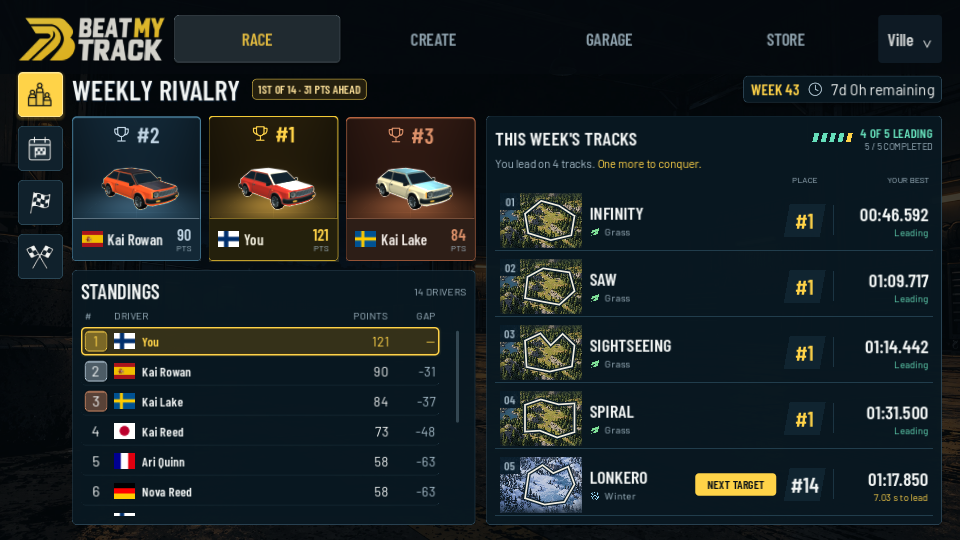 BEAT MY TRACK
RACE
CREATE
GARAGE
STORE
Ville
WEEKLY RIVALRY
1ST OF 14 · 31 PTS AHEAD
WEEK 43
7d 0h remaining
#2
Kai Rowan
90
PTS
#1
You
121
PTS
#3
Kai Lake
84
PTS
STANDINGS
14 DRIVERS
# DRIVER POINTS GAP
1 You 121 —
2 Kai Rowan 90 -31
3 Kai Lake 84 -37
4 Kai Reed 73 -48
5 Ari Quinn 58 -63
6 Nova Reed 58 -63
THIS WEEK'S TRACKS
4 OF 5 LEADING
5 / 5 COMPLETED
You lead on 4 tracks. One more to conquer.
PLACE YOUR BEST
01 INFINITY #1 00:46.592
Grass Leading
02 SAW #1 01:09.717
Grass Leading
03 SIGHTSEEING #1 01:14.442
Grass Leading
04 SPIRAL #1 01:31.500
Grass Leading
05 LONKERO NEXT TARGET #14 01:17.850
Winter 7.03 s to lead